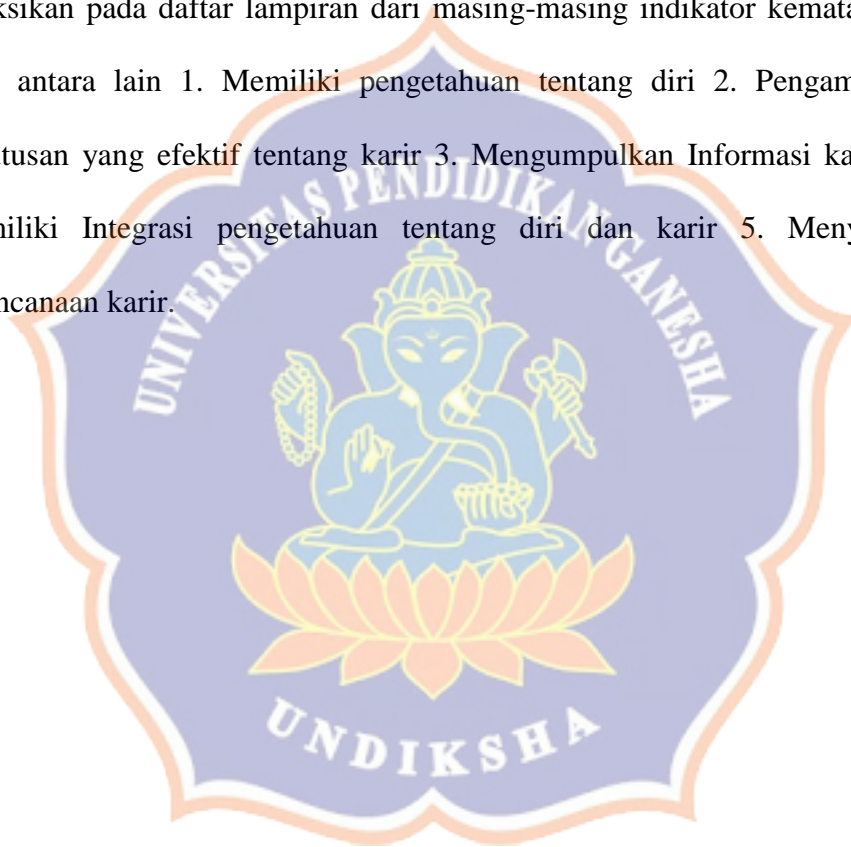 ksikan pada daftar lampiran dari masing-masing indikator kemata
antara lain 1. Memiliki pengetahuan tentang diri 2. Pengam
tusan yang efektif tentang karir 3. Mengumpulkan Informasi ka
iliki Integrasi pengetahuan tentang diri dan karir 5. Meny
ncanaan karir.
UNIVERSITAS PENDIDIKAN GANESHA
UNDIKSHA